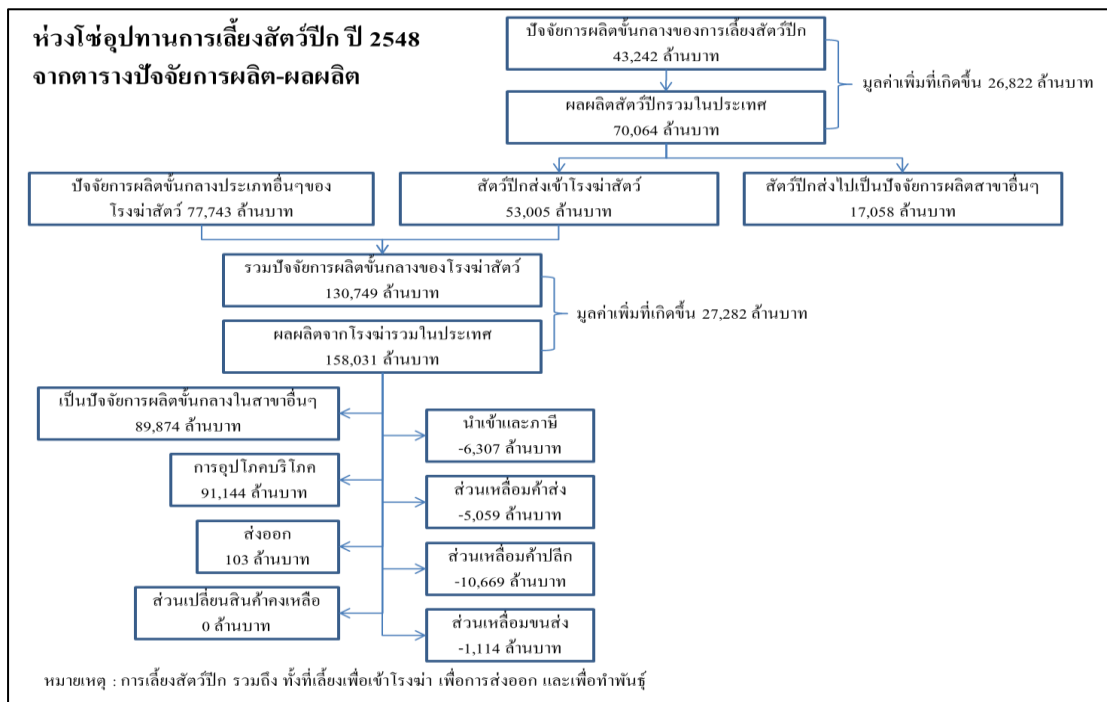 ห่วงโซ่อุปทานการเลี้ยงสัตว์ปีก ปี 2548
จากตารางปัจจัยการผลิต-ผลผลิต
ปัจจัยการผลิตขั้นกลางของการเลี้ยงสัตว์ปีก
43,242 ล้านบาท
มูลค่าเพิ่มที่เกิดขึ้น 26,822 ล้านบาท
ผลผลิตสัตว์ปีกรวมในประเทศ
70,064 ล้านบาท
ปัจจัยการผลิตขั้นกลางประเภทอื่นๆของ
โรงฆ่าสัตว์ 77,743 ล้านบาท
สัตว์ปีกส่งเข้าโรงฆ่าสัตว์
53,005 ล้านบาท
สัตว์ปีกส่งไปเป็นปัจจัยการผลิตสาขาอื่นๆ
17,058 ล้านบาท
รวมปัจจัยการผลิตขั้นกลางของโรงฆ่าสัตว์
130,749 ล้านบาท
มูลค่าเพิ่มที่เกิดขึ้น 27,282 ล้านบาท
ผลผลิตจากโรงฆ่ารวมในประเทศ
158,031 ล้านบาท
เป็นปัจจัยการผลิตขั้นกลางในสาขาอื่นๆ
89,874 ล้านบาท
นำเข้าและภาษี
-6,307 ล้านบาท
การอุปโภคบริโภค
91,144 ล้านบาท
ส่วนเหลื่อมค้าส่ง
-5,059 ล้านบาท
ส่งออก
103 ล้านบาท
ส่วนเหลื่อมค้าปลีก
-10,669 ล้านบาท
ส่วนเปลี่ยนสินค้าคงเหลือ
0 ล้านบาท
ส่วนเหลื่อมขนส่ง
-1,114 ล้านบาท
หมายเหตุ : การเลี้ยงสัตว์ปีก รวมถึง ทั้งที่เลี้ยงเพื่อเข้าโรงฆ่า เพื่อการส่งออก และเพื่อทำพันธุ์